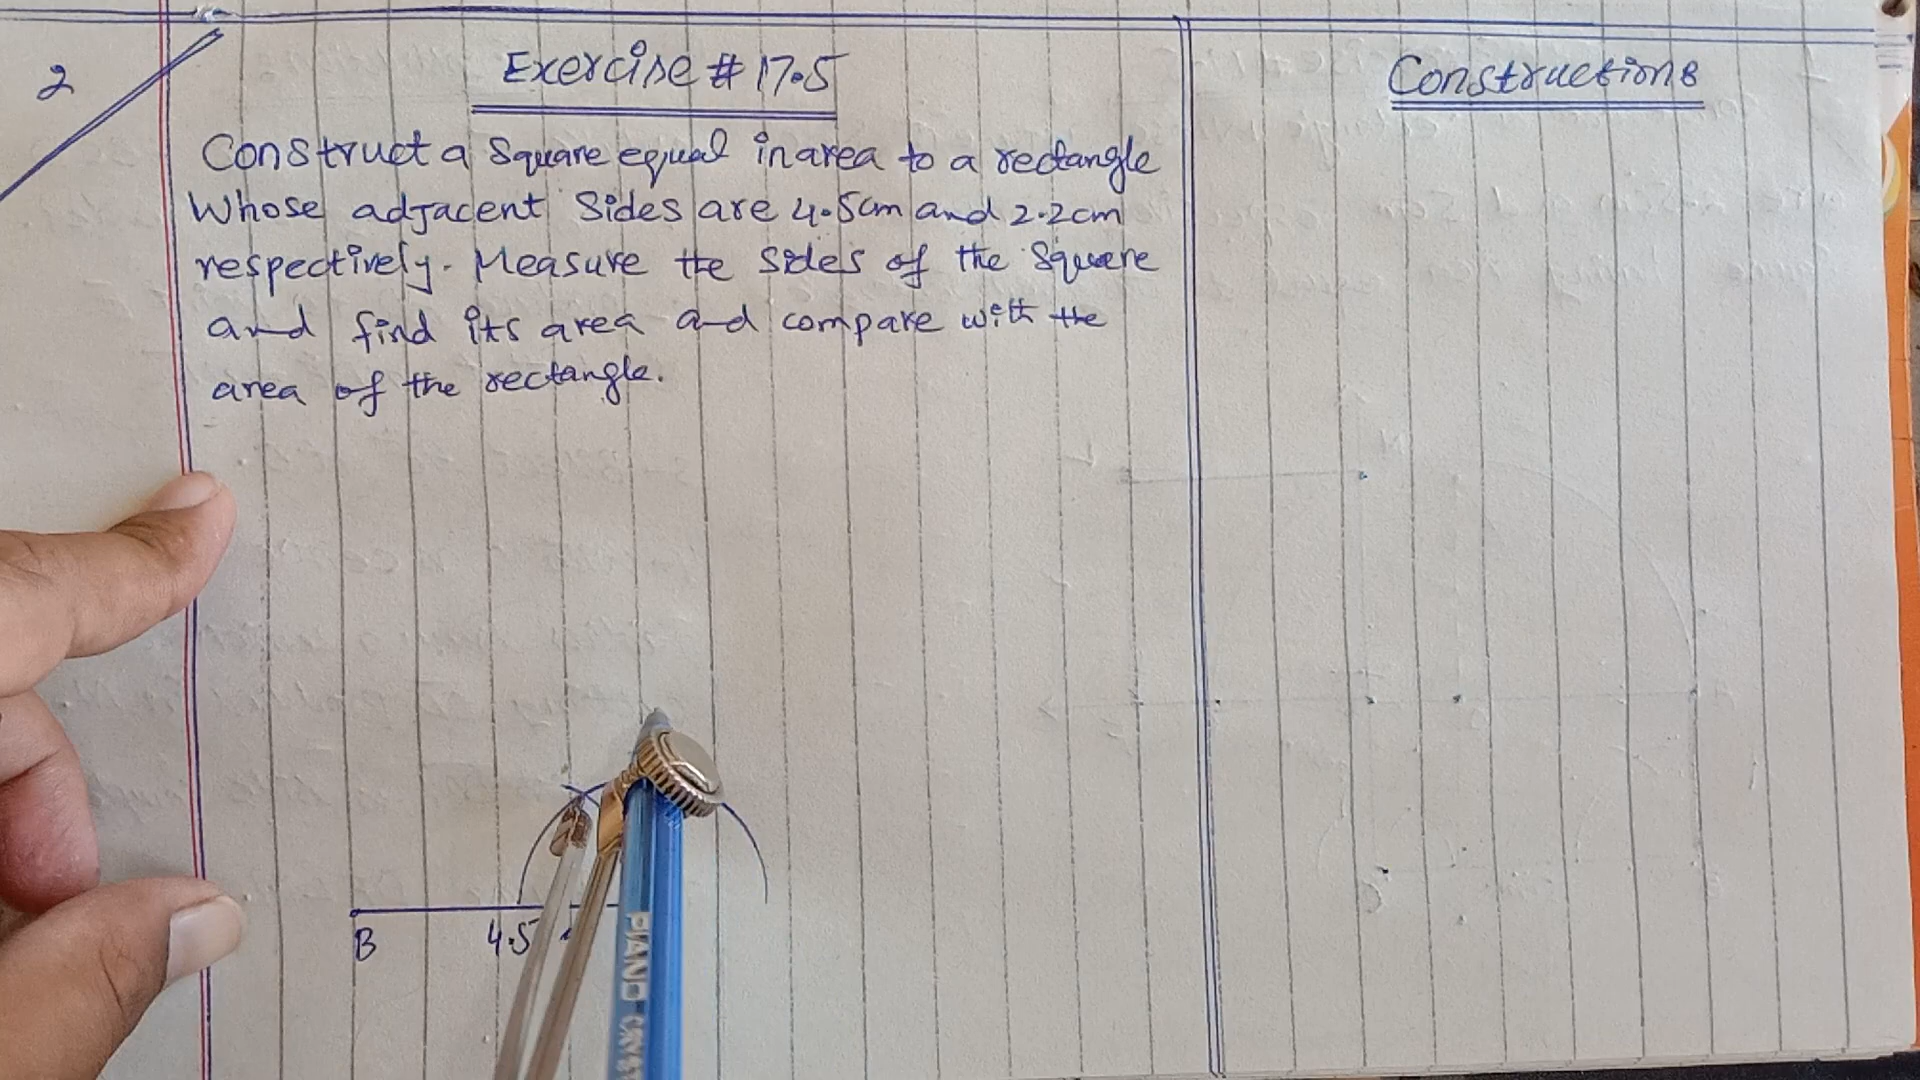 2
Exercise # 17.5
Constructions
Construct a Square equal in area to a rectangle
Whose adjacent Sides are 4.5cm and 2.2cm
respectively. Measure the sides of the Square
and find its area and compare with the
area of the rectangle.
B 4.5
PIANO